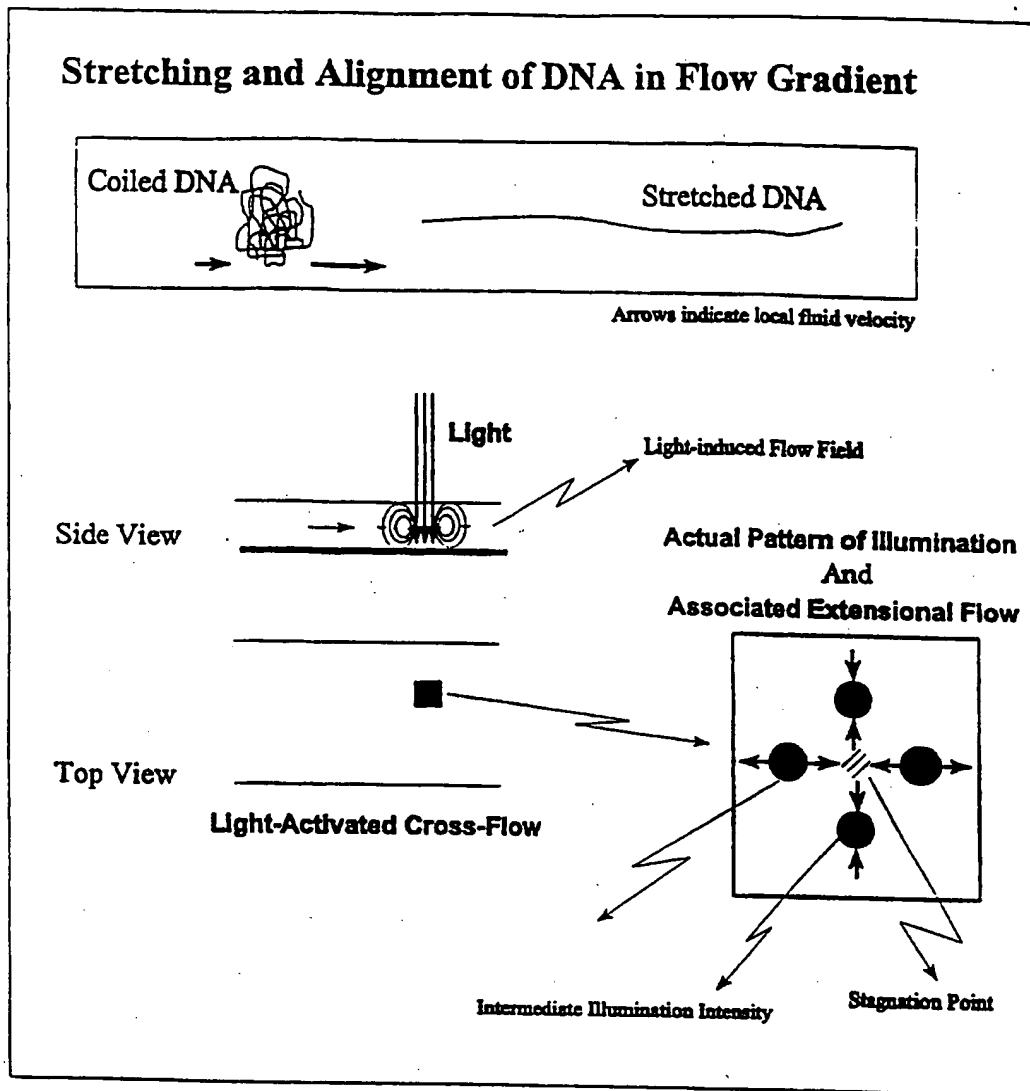 Stretching and Alignment of DNA in Flow Gradient
Coiled DNA
Stretched DNA
Arrows indicate local fluid velocity
Light
Light-induced Flow Field
Side View
Actual Pattern of Illumination
And
Associated Extensional Flow
Top View
Light-Activated Cross-Flow
Intermediate Illumination Intensity
Stagnation Point